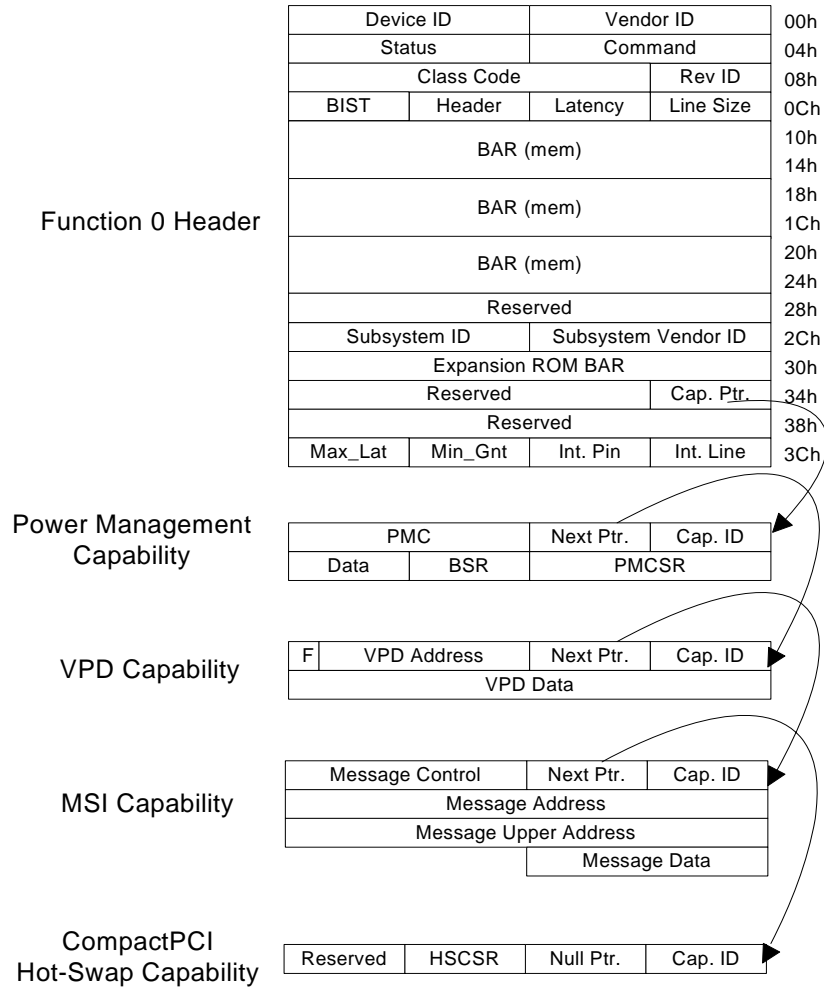 Device ID Vendor ID 00h
Status Command 04h
Class Code Rev ID 08h
BIST Header Latency Line Size 0Ch
BAR (mem) 10h
14h
BAR (mem) 18h
1Ch
Function 0 Header
BAR (mem) 20h
24h
Reserved 28h
Subsystem ID Subsystem Vendor ID 2Ch
Expansion ROM BAR 30h
Reserved Cap. Ptr. 34h
Reserved 38h
Max_Lat Min_Gnt Int. Pin Int. Line 3Ch
Power Management
Capability
PMC Next Ptr. Cap. ID
Data BSR PMCSR
VPD Capability
F VPD Address Next Ptr. Cap. ID
VPD Data
MSI Capability
Message Control Next Ptr. Cap. ID
Message Address
Message Upper Address
Message Data
CompactPCI
Hot-Swap Capability
Reserved HSCSR Null Ptr. Cap. ID